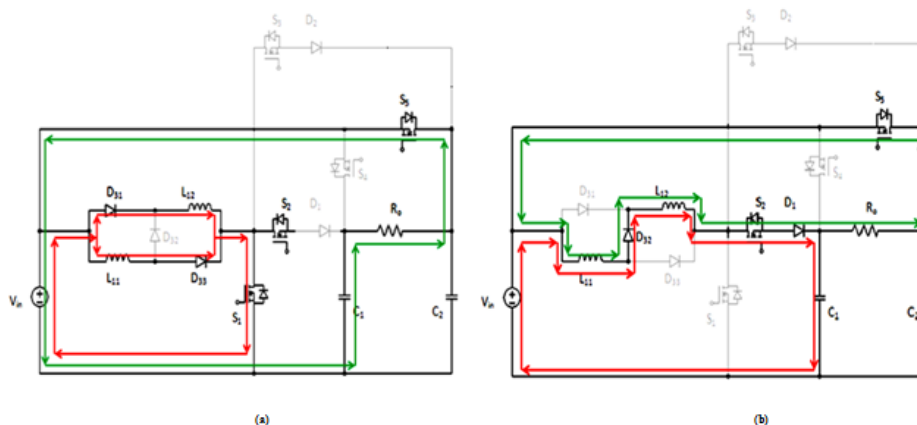 S3 D2
S3 D2
S5
S5
S4
S4
D31 L12
D31 L12
S2 D1 Ro
S2 D1 Ro
D32
D32
L11 D33
L11 D33
Vin S1 C1 C2
Vin S1 C1 C
(a) (b)